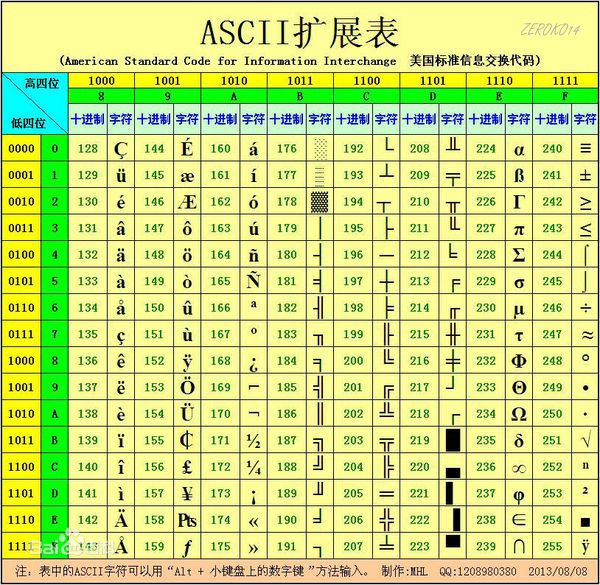 ZEROK014
ASCII扩展表
(American Standard Code for Information Interchange 美国标准信息交换代码)
高四位 1000 1001 1010 1011 1100 1101 1110 1111
8 9 A B C D E F
低四位 十进制 字符 十进制 字符 十进制 字符 十进制 字符 十进制 字符 十进制 字符 十进制 字符 十进制 字符
0000 0 128 Ç 144 É 160 á 176 ░ 192 └ 208 ╨ 224 α 240 ≡
0001 1 129 ü 145 æ 161 í 177 ▒ 193 ┴ 209 ╤ 225 ß 241 ±
0010 2 130 é 146 Æ 162 ó 178 ▓ 194 ┬ 210 ╥ 226 Γ 242 ≥
0011 3 131 â 147 ô 163 ú 179 │ 195 ├ 211 ╙ 227 π 243 ≤
0100 4 132 ä 148 ö 164 ñ 180 ┤ 196 ─ 212 ╘ 228 Σ 244 ⌠
0101 5 133 à 149 ò 165 Ñ 181 ╡ 197 ┼ 213 ╒ 229 σ 245 ⌡
0110 6 134 å 150 û 166 ª 182 ╢ 198 ╞ 214 ╓ 230 µ 246 ÷
0111 7 135 ç 151 ù 167 º 183 ╖ 199 ╟ 215 ╫ 231 τ 247 ≈
1000 8 136 ê 152 ÿ 168 ¿ 184 ╕ 200 ╚ 216 ╪ 232 Φ 248 °
1001 9 137 ë 153 Ö 169 ⌐ 185 ╣ 201 ╔ 217 ┘ 233 Θ 249 •
1010 A 138 è 154 Ü 170 ¬ 186 ║ 202 ╩ 218 ┌ 234 Ω 250 ·
1011 B 139 ï 155 ₵ 171 ½ 187 ╗ 203 ╦ 219 █ 235 δ 251 √
1100 C 140 î 156 £ 172 ¼ 188 ╝ 204 ╠ 220 ▄ 236 ∞ 252 ⁿ
1101 D 141 ì 157 ¥ 173 ¡ 189 ╜ 205 ═ 221 ▌ 237 φ 253 ²
1110 E 142 Ä 158 ₧ 174 « 190 ╛ 206 ╬ 222 ▐ 238 ∈ 254 ■
1111 Å 159 ƒ 175 » 191 ┐ 207 ╧ 223 ▀ 239 ∩ 255 ÿ
注：表中的ASCII字符可以用“Alt + 小键盘上的数字键”方法输入。 制作:MHL QQ:1208980380 2013/08/08